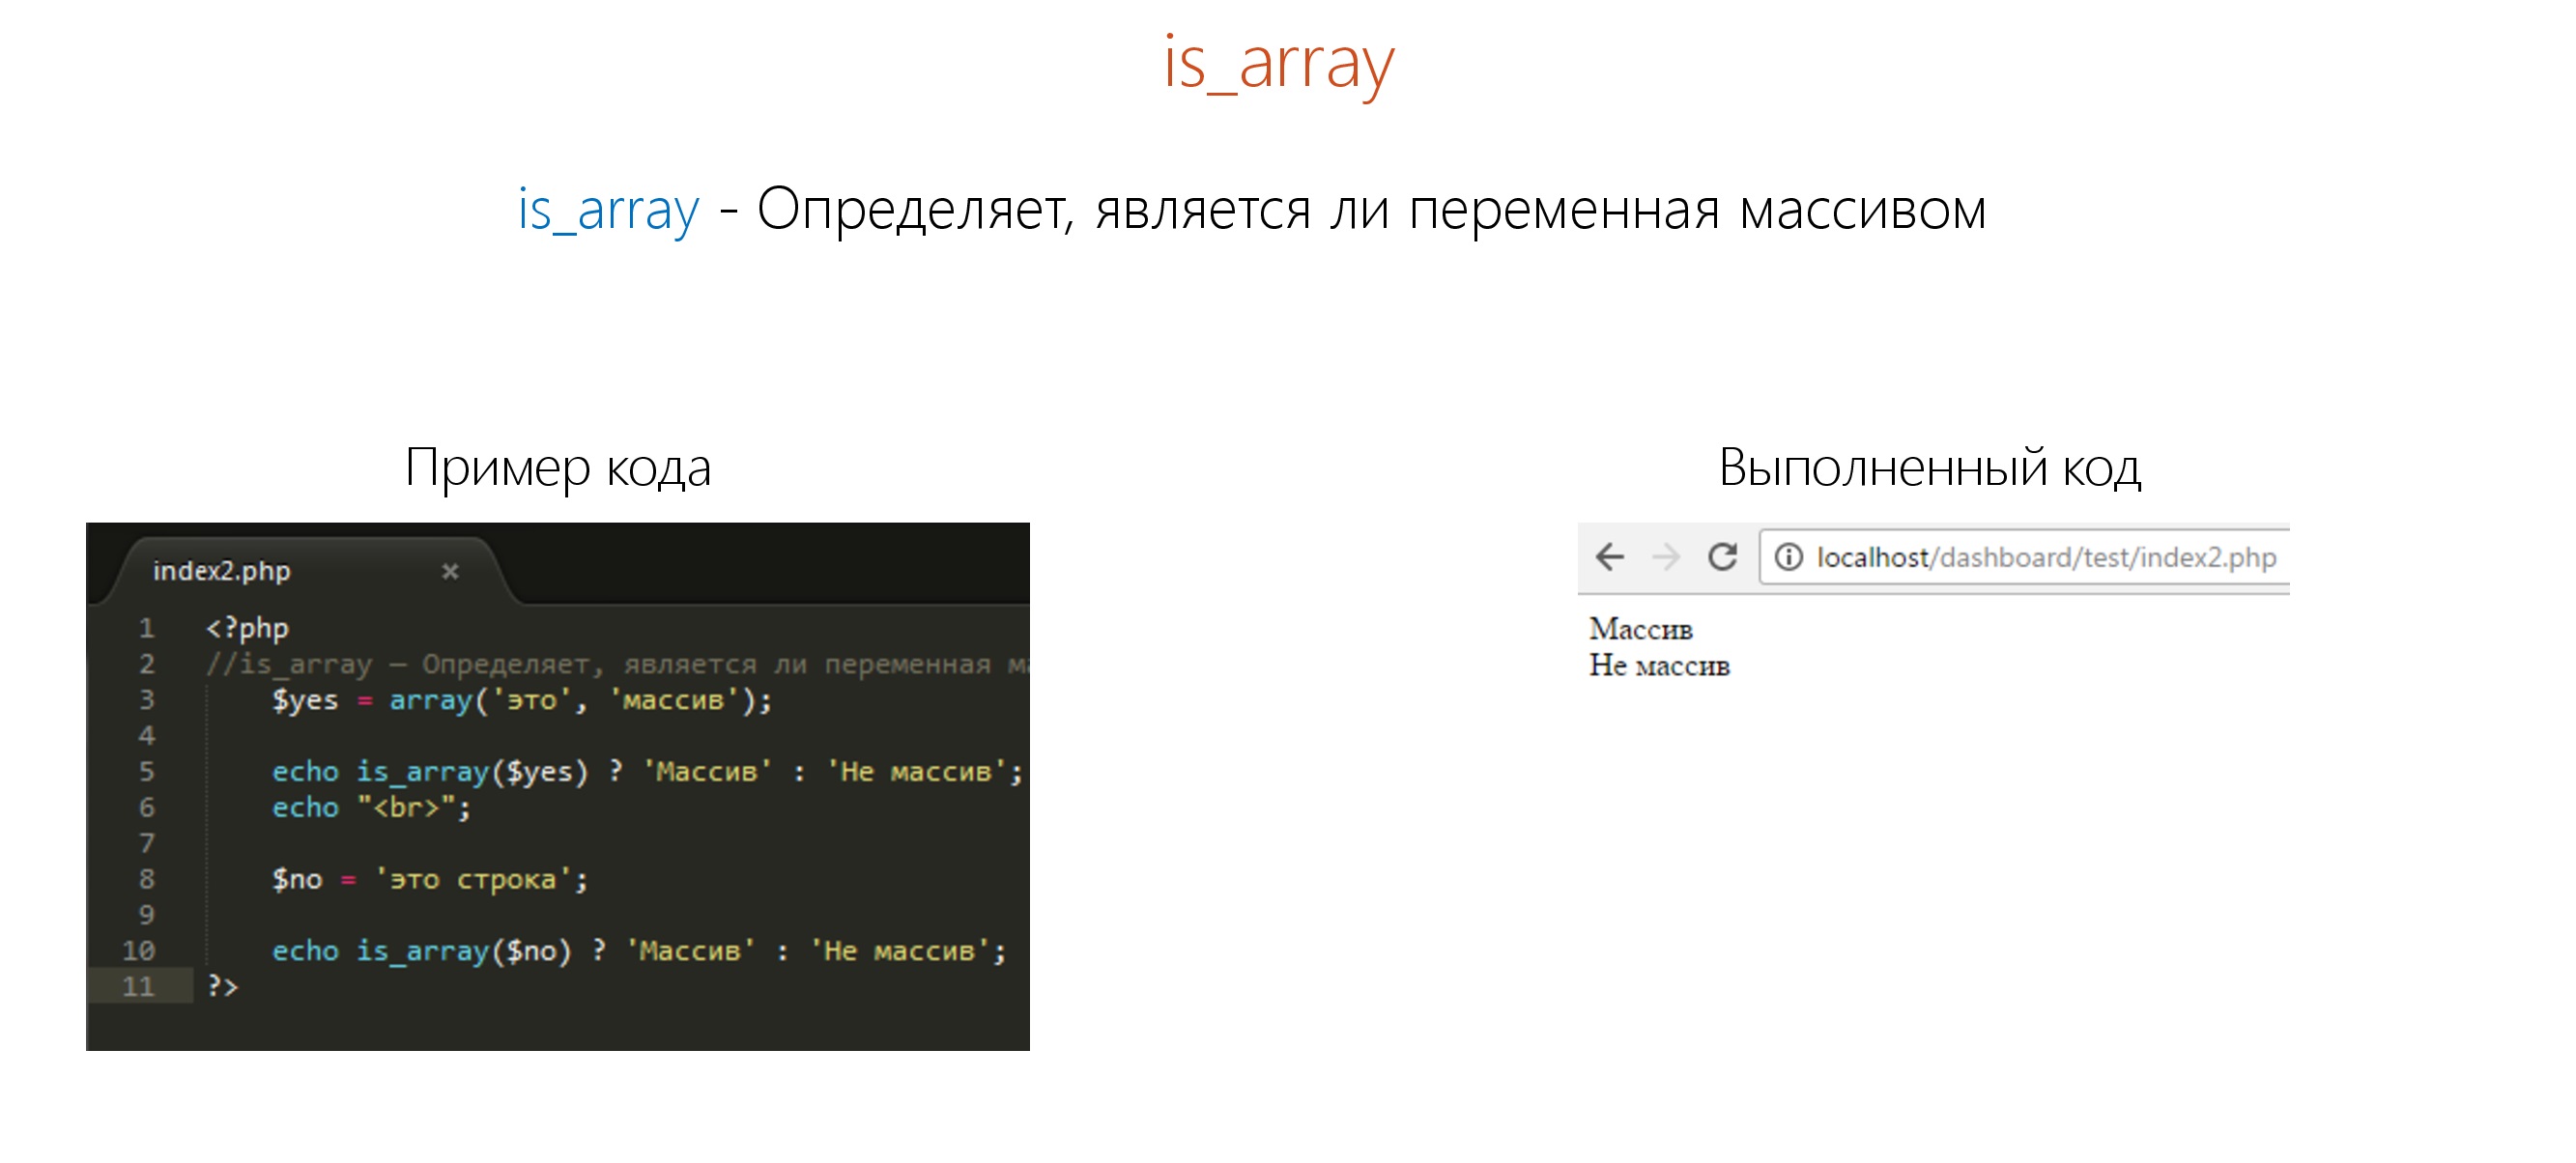 is_array
is_array - Определяет, является ли переменная массивом
Пример кода
index2.php ×
1 <?php
2 //is_array — Определяет, является ли переменная
3 $yes = array('это', 'массив');
4
5 echo is_array($yes) ? 'Массив' : 'Не массив';
6 echo "<br>";
7
8 $no = 'это строка';
9
10 echo is_array($no) ? 'Массив' : 'Не массив';
11 ?>
Выполненный код
localhost/dashboard/test/index2.php
Массив
Не массив